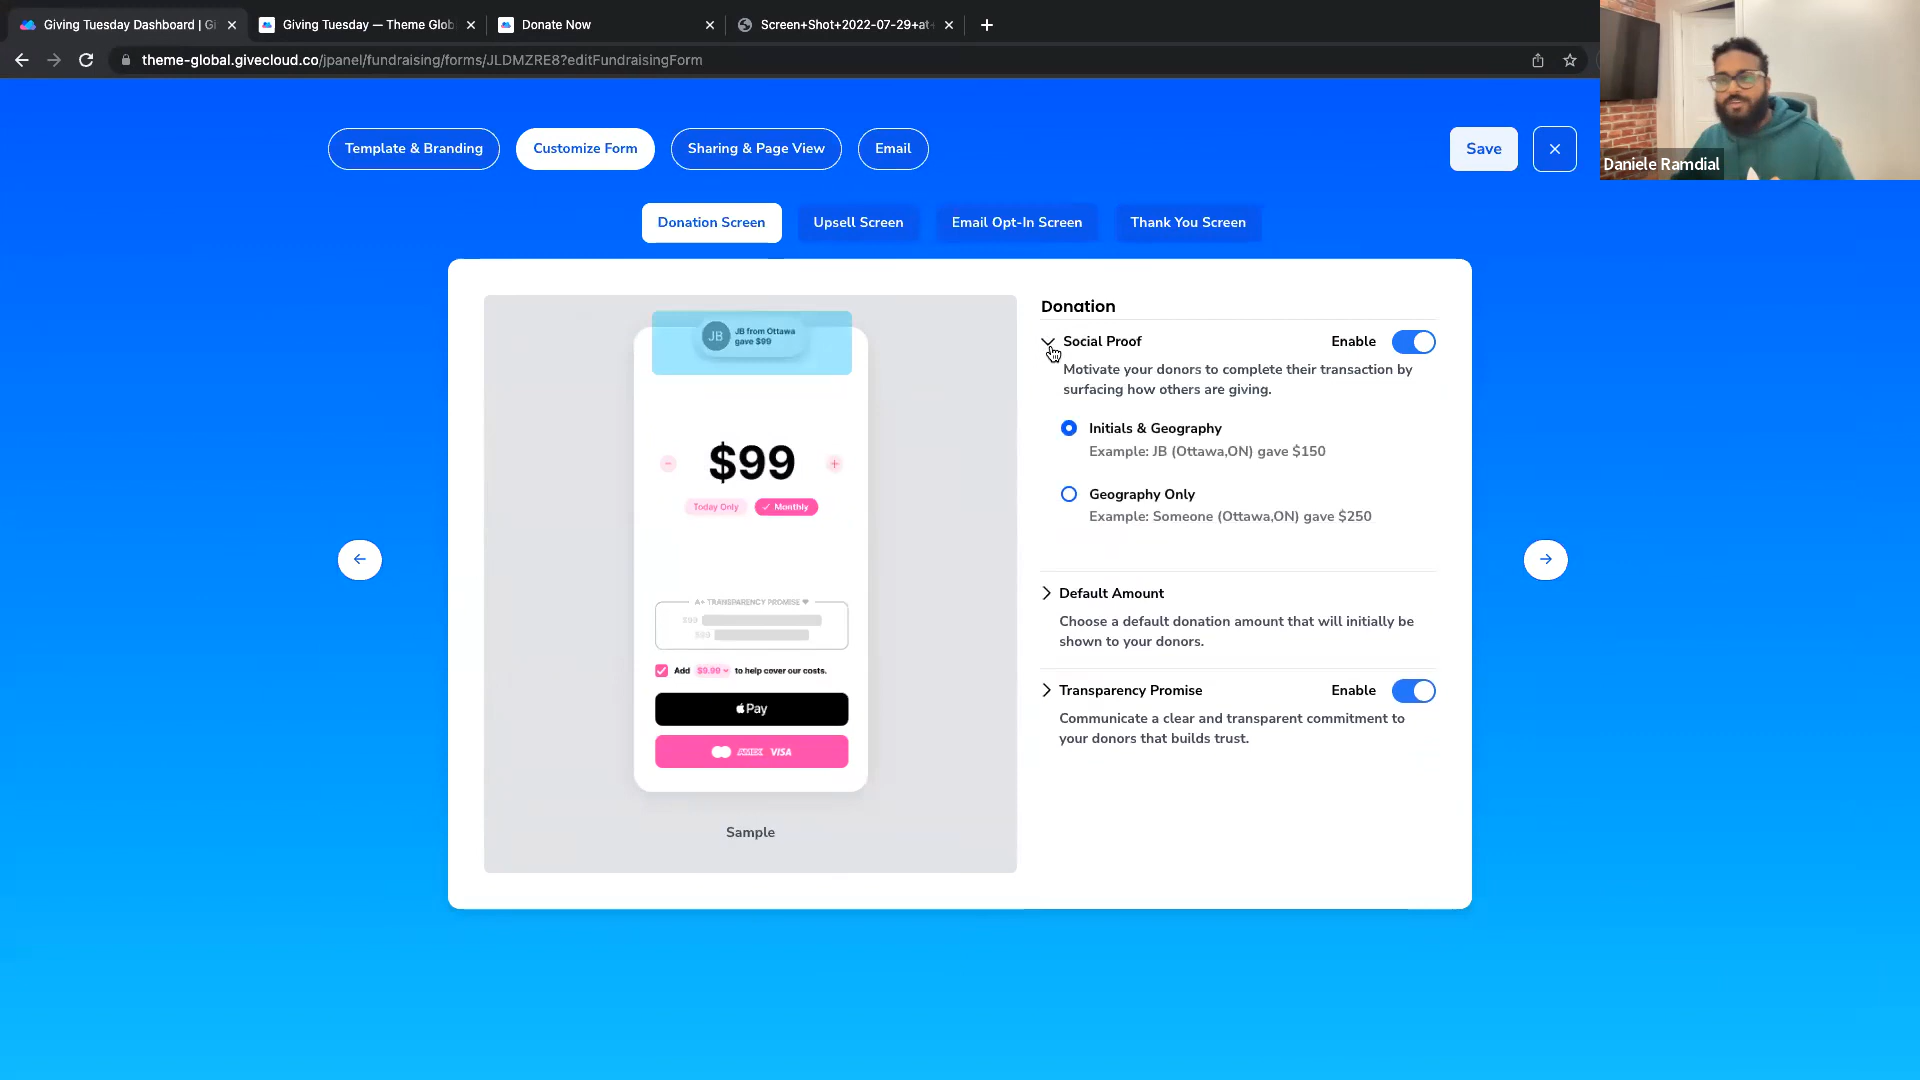 Giving Tuesday Dashboard | Gi
Giving Tuesday — Theme Glob
Donate Now
Screen+Shot+2022-07-29+at
theme-global.givecloud.co/jpanel/fundraising/forms/JLDMZRE8?editFundraisingForm
Daniele Ramdial
Template & Branding
Customize Form
Sharing & Page View
Email
Save
Donation Screen
Upsell Screen
Email Opt-In Screen
Thank You Screen
JB
JB from Ottawa
gave $99
$99
Today Only
Monthly
A+ TRANSPARENCY PROMISE
$99
$89
Add $9.99 to help cover our costs.
Pay
AMEX VISA
Sample
Donation
Social Proof
Enable
Motivate your donors to complete their transaction by
surfacing how others are giving.
Initials & Geography
Example: JB (Ottawa,ON) gave $150
Geography Only
Example: Someone (Ottawa,ON) gave $250
Default Amount
Choose a default donation amount that will initially be
shown to your donors.
Transparency Promise
Enable
Communicate a clear and transparent commitment to
your donors that builds trust.